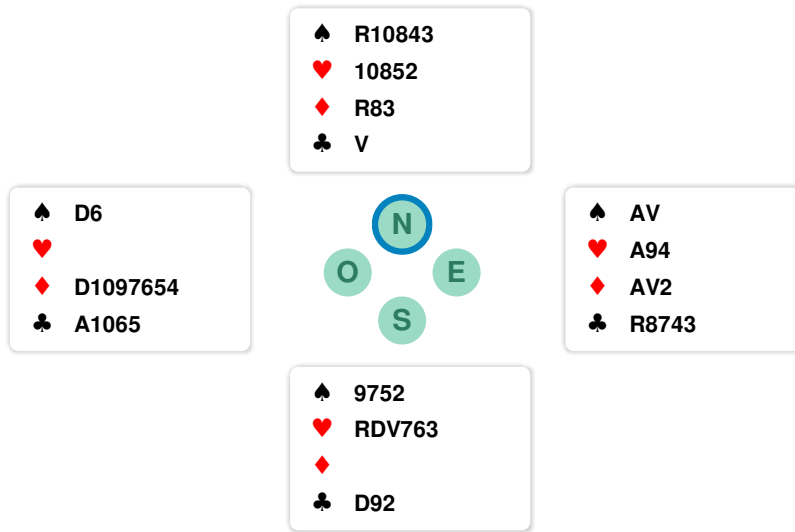 ♠ R10843
♥ 10852
♦ R83
♣ V
♠ D6
♥
♦ D1097654
♣ A1065
N
O E
S
♠ AV
♥ A94
♦ AV2
♣ R8743
♠ 9752
♥ RDV763
♦
♣ D92